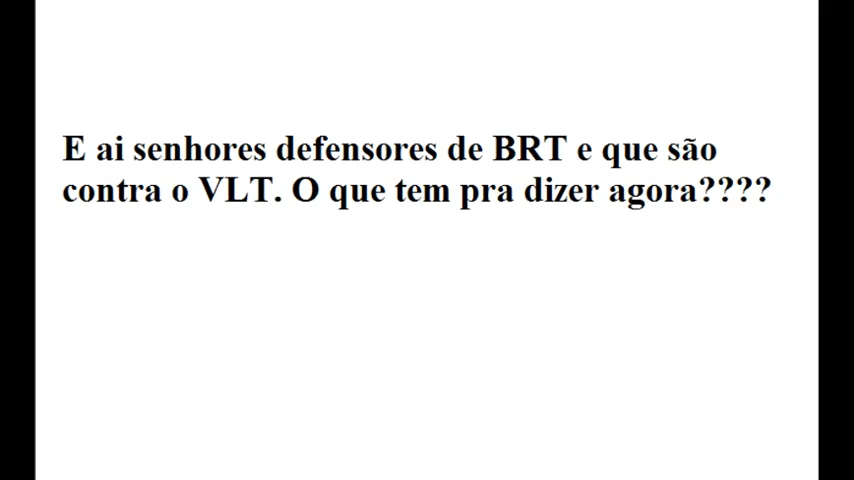 E ai senhores defensores de BRT e que são
contra o VLT. O que tem pra dizer agora????